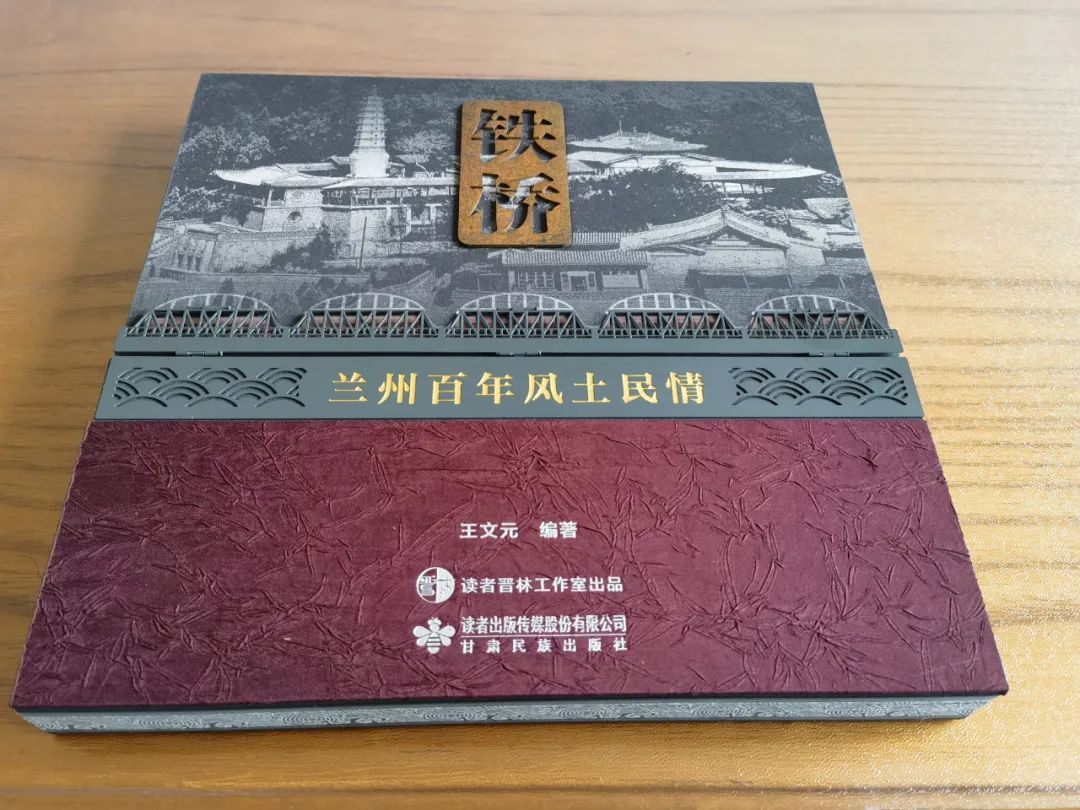 铁
桥
兰州百年风土民情
王文元 编著
读者晋林工作室出品
读者出版传媒股份有限公司
甘肃民族出版社